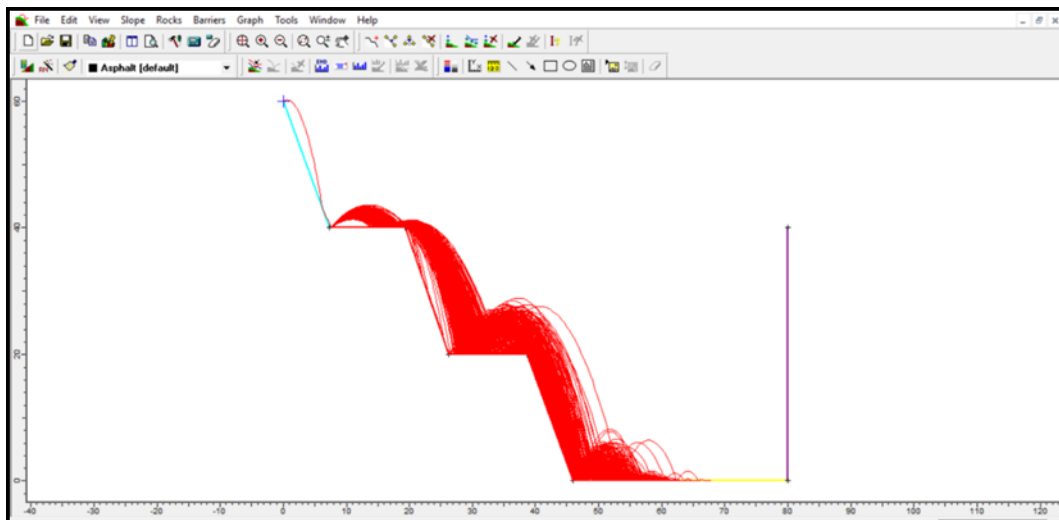 File Edit View Slope Rocks Barriers Graph Tools Window Help
Asphalt [default]
60
40
20
0
-40 -30 -20 -10 0 10 20 30 40 50 60 70 80 90 100 110 120